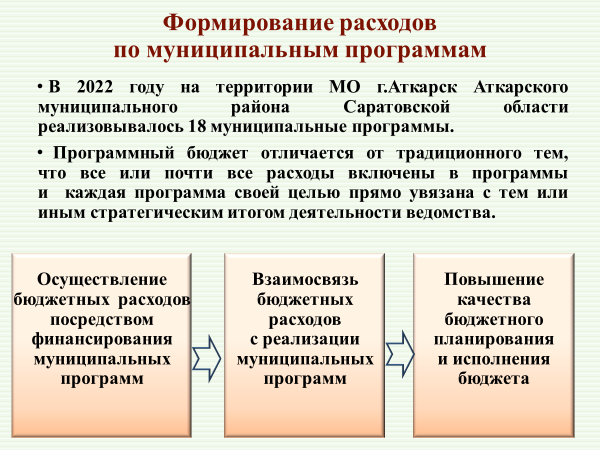 Формирование расходов
по муниципальным программам
• В 2022 году на территории МО г.Аткарск Аткарского
муниципального района Саратовской области
реализовывалось 18 муниципальные программы.
• Программный бюджет отличается от традиционного тем,
что все или почти все расходы включены в программы
и каждая программа своей целью прямо увязана с тем или
иным стратегическим итогом деятельности ведомства.
Осуществление
бюджетных расходов
посредством
финансирования
муниципальных
программ
Взаимосвязь
бюджетных
расходов
с реализации
муниципальных
программ
Повышение
качества
бюджетного
планирования
и исполнения
бюджета